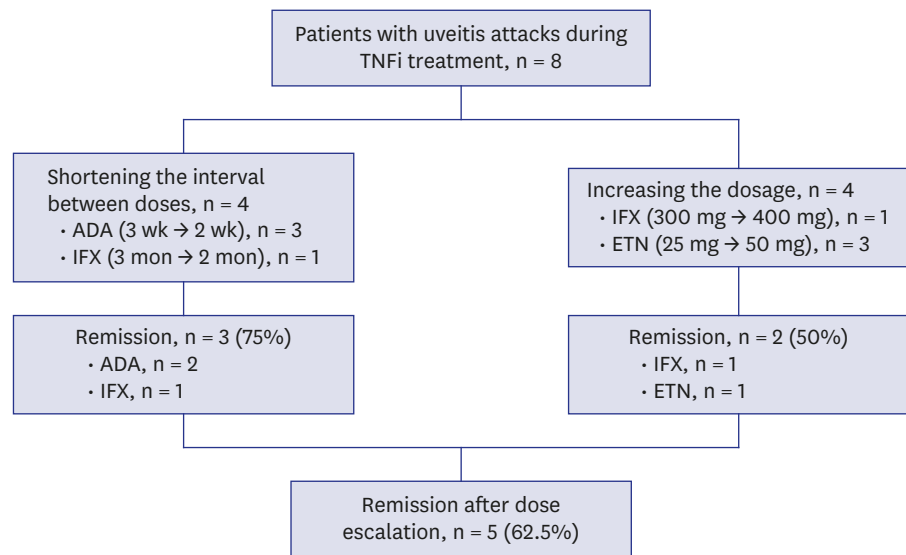 Patients with uveitis attacks during
TNFi treatment, n = 8
Shortening the interval
between doses, n = 4
• ADA (3 wk → 2 wk), n = 3
• IFX (3 mon → 2 mon), n = 1
Increasing the dosage, n = 4
• IFX (300 mg → 400 mg), n = 1
• ETN (25 mg → 50 mg), n = 3
Remission, n = 3 (75%)
• ADA, n = 2
• IFX, n = 1
Remission, n = 2 (50%)
• IFX, n = 1
• ETN, n = 1
Remission after dose
escalation, n = 5 (62.5%)